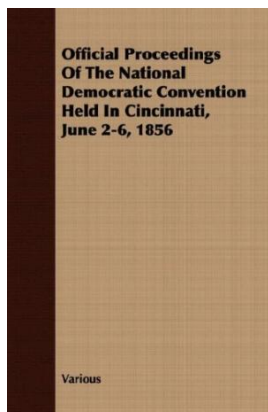 Official Proceedings
Of The National
Democratic Convention
Held In Cincinnati,
June 2-6, 1856
Various